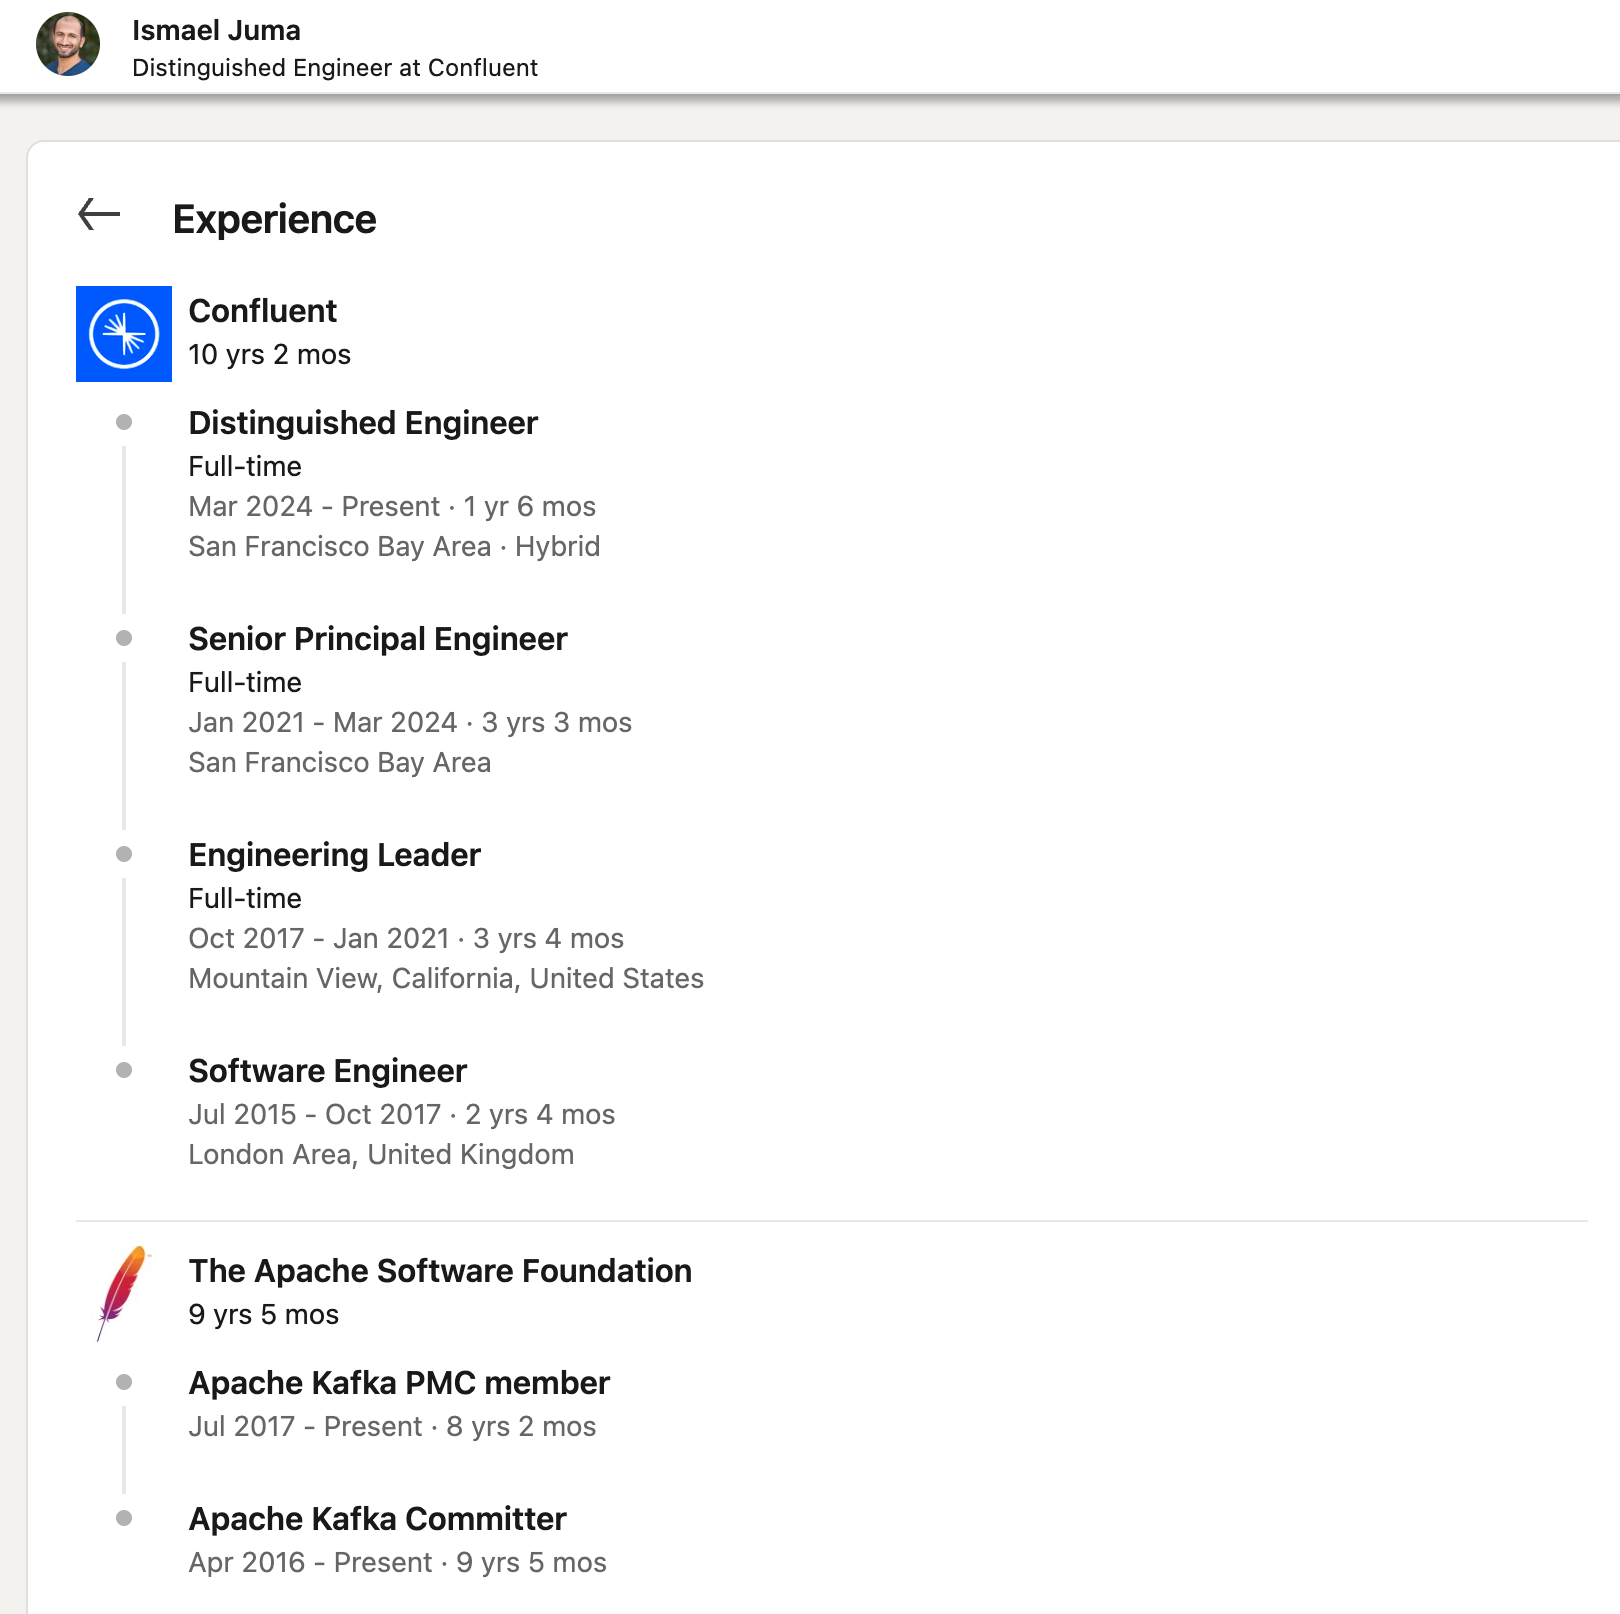 Ismael Juma
Distinguished Engineer at Confluent
Experience
Confluent
10 yrs 2 mos
Distinguished Engineer
Full-time
Mar 2024 - Present · 1 yr 6 mos
San Francisco Bay Area · Hybrid
Senior Principal Engineer
Full-time
Jan 2021 - Mar 2024 · 3 yrs 3 mos
San Francisco Bay Area
Engineering Leader
Full-time
Oct 2017 - Jan 2021 · 3 yrs 4 mos
Mountain View, California, United States
Software Engineer
Jul 2015 - Oct 2017 · 2 yrs 4 mos
London Area, United Kingdom
The Apache Software Foundation
9 yrs 5 mos
Apache Kafka PMC member
Jul 2017 - Present · 8 yrs 2 mos
Apache Kafka Committer
Apr 2016 - Present · 9 yrs 5 mos